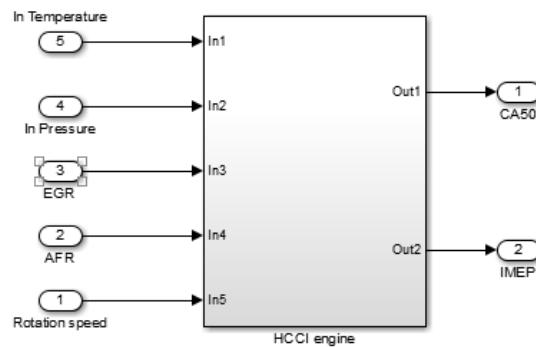 In Temperature
5
In1
4
In2
In Pressure
Out1
1
CA50
3
In3
EGR
2
In4
AFR
Out2
2
IMEP
1
In5
Rotation speed
HCCI engine